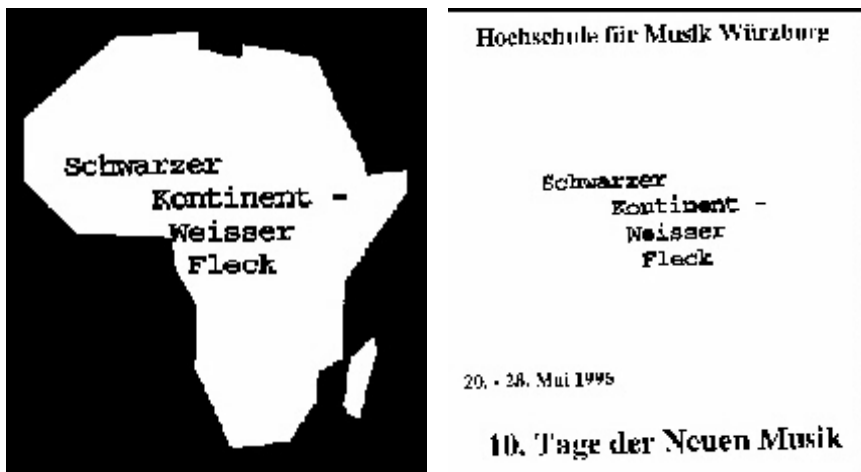 Schwarzer
Kontinent -
Weisser
Fleck
Hochschule für Musik Würzburg
Schwarzer
Kontinent -
Weisser
Fleck
20. - 28. Mai 1995
10. Tage der Neuen Musik